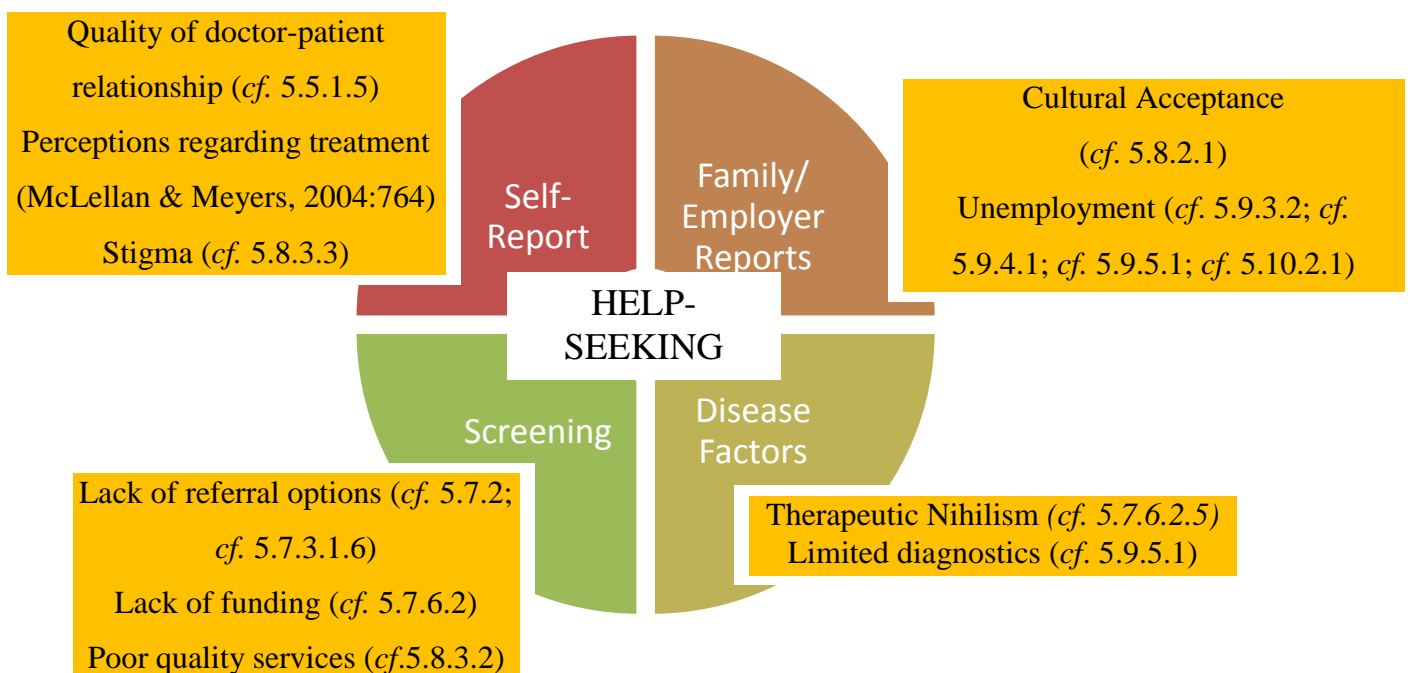 Quality of doctor-patient
relationship (cf. 5.5.1.5)
Perceptions regarding treatment
(McLellan & Meyers, 2004:764)
Stigma (cf. 5.8.3.3)
Self-
Report
Family/
Employer
Reports
Cultural Acceptance
(cf. 5.8.2.1)
Unemployment (cf. 5.9.3.2; cf.
5.9.4.1; cf. 5.9.5.1; cf. 5.10.2.1)
HELP-
SEEKING
Screening
Disease
Factors
Lack of referral options (cf. 5.7.2;
cf. 5.7.3.1.6)
Lack of funding (cf. 5.7.6.2)
Poor quality services (cf.5.8.3.2)
Therapeutic Nihilism (cf. 5.7.6.2.5)
Limited diagnostics (cf. 5.9.5.1)